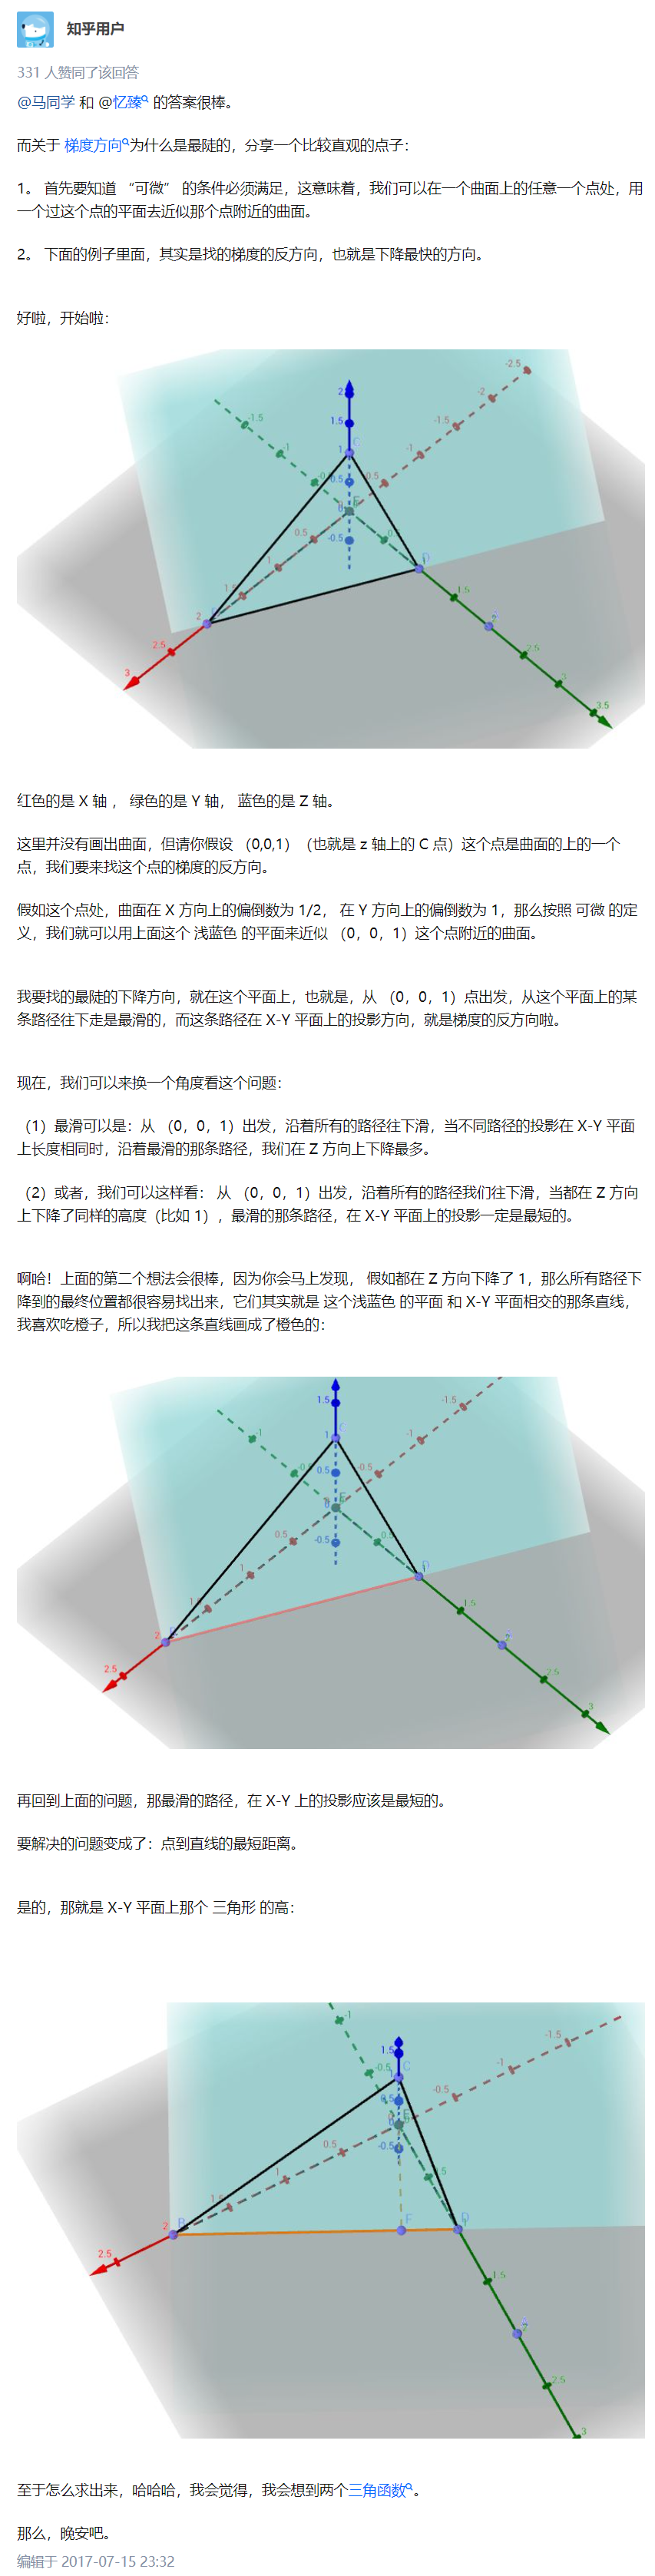 知乎用户
331 人赞同了该回答
@马同学 和 @忆臻 的答案很棒。
而关于 梯度方向为什么是最陡的，分享一个比较直观的点子：
1。 首先要知道 “可微” 的条件必须满足，这意味着，我们可以在一个曲面上的任意一个点处，用
一个过这个点的平面去近似那个点附近的曲面。
2。 下面的例子里面，其实是找的梯度的反方向，也就是下降最快的方向。
好啦，开始啦：
红色的是 X 轴 ， 绿色的是 Y 轴， 蓝色的是 Z 轴。
这里并没有画出曲面，但请你假设 （0,0,1）（也就是 z 轴上的 C 点）这个点是曲面的上的一个
点，我们要来找这个点的梯度的反方向。
假如这个点处，曲面在 X 方向上的偏倒数为 1/2， 在 Y 方向上的偏倒数为 1，那么按照 可微 的定
义，我们就可以用上面这个 浅蓝色 的平面来近似 （0，0，1）这个点附近的曲面。
我要找的最陡的下降方向，就在这个平面上，也就是，从 （0，0，1）点出发，从这个平面上的某
条路径往下走是最滑的，而这条路径在 X-Y 平面上的投影方向，就是梯度的反方向啦。
现在，我们可以来换一个角度看这个问题：
（1）最滑可以是：从 （0，0，1）出发，沿着所有的路径往下滑，当不同路径的投影在 X-Y 平面
上长度相同时，沿着最滑的那条路径，我们在 Z 方向上下降最多。
（2）或者，我们可以这样看： 从 （0，0，1）出发，沿着所有的路径我们往下滑，当都在 Z 方向
上下降了同样的高度（比如 1），最滑的那条路径，在 X-Y 平面上的投影一定是最短的。
啊哈！上面的第二个想法会很棒，因为你会马上发现， 假如都在 Z 方向下降了 1，那么所有路径下
降到的最终位置都很容易找出来，它们其实就是 这个浅蓝色 的平面 和 X-Y 平面相交的那条直线，
我喜欢吃橙子，所以我把这条直线画成了橙色的：
再回到上面的问题，那最滑的路径，在 X-Y 上的投影应该是最短的。
要解决的问题变成了：点到直线的最短距离。
是的，那就是 X-Y 平面上那个 三角形 的高：
至于怎么求出来，哈哈哈，我会觉得，我会想到两个三角函数。
那么，晚安吧。
编辑于 2017-07-15 23:32